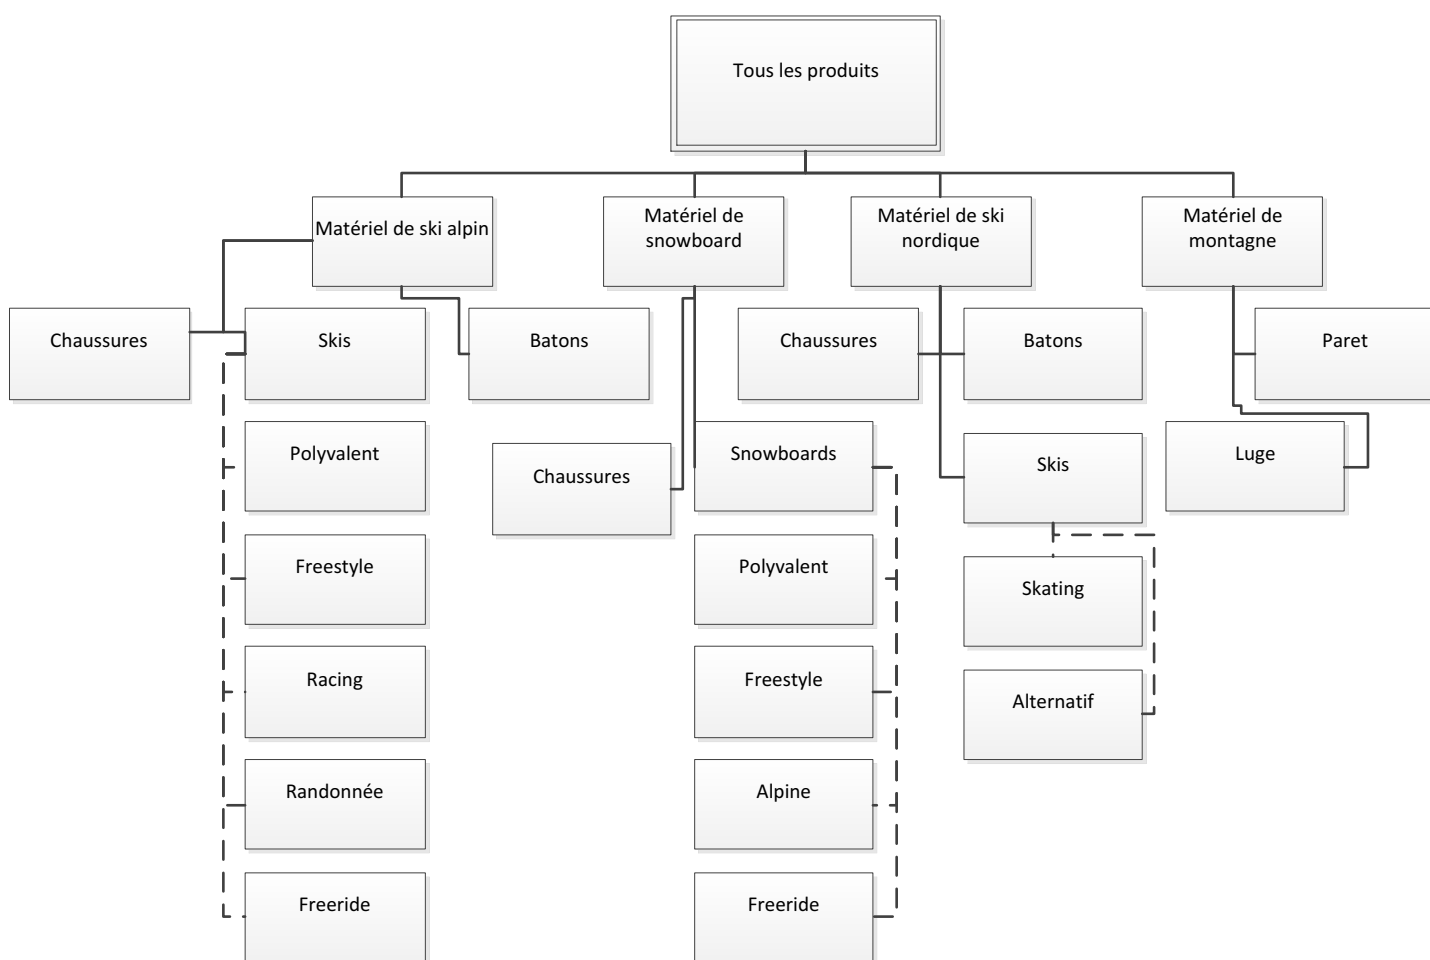 Tous les produits
Matériel de ski alpin
Matériel de
snowboard
Matériel de ski
nordique
Matériel de
montagne
Chaussures
Skis
Batons
Chaussures
Batons
Paret
Polyvalent
Chaussures
Snowboards
Skis
Luge
Freestyle
Polyvalent
Skating
Racing
Freestyle
Alternatif
Randonnée
Alpine
Freeride
Freeride